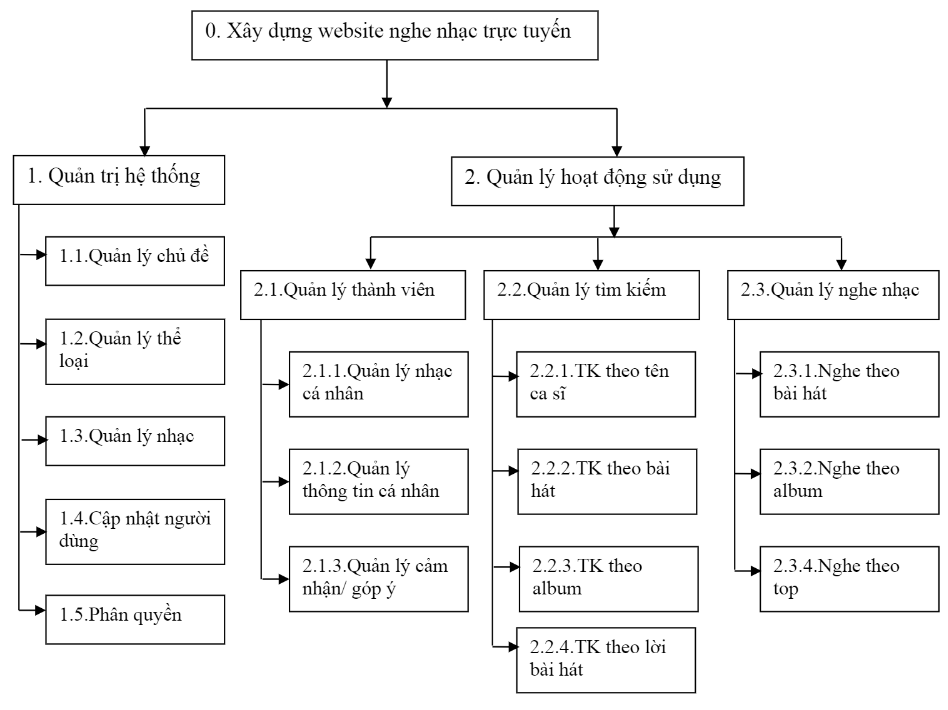 0. Xây dựng website nghe nhạc trực tuyến
1. Quản trị hệ thống
2. Quản lý hoạt động sử dụng
1.1.Quản lý chủ đề
1.2.Quản lý thể
loại
1.3.Quản lý nhạc
1.4.Cập nhật người
dùng
1.5.Phân quyền
2.1.Quản lý thành viên
2.1.1.Quản lý nhạc
cá nhân
2.1.2.Quản lý
thông tin cá nhân
2.1.3.Quản lý cảm
nhận/ góp ý
2.2.Quản lý tìm kiếm
2.2.1.TK theo tên
ca sĩ
2.2.2.TK theo bài
hát
2.2.3.TK theo
album
2.2.4.TK theo lời
bài hát
2.3.Quản lý nghe nhạc
2.3.1.Nghe theo
bài hát
2.3.2.Nghe theo
album
2.3.4.Nghe theo
top